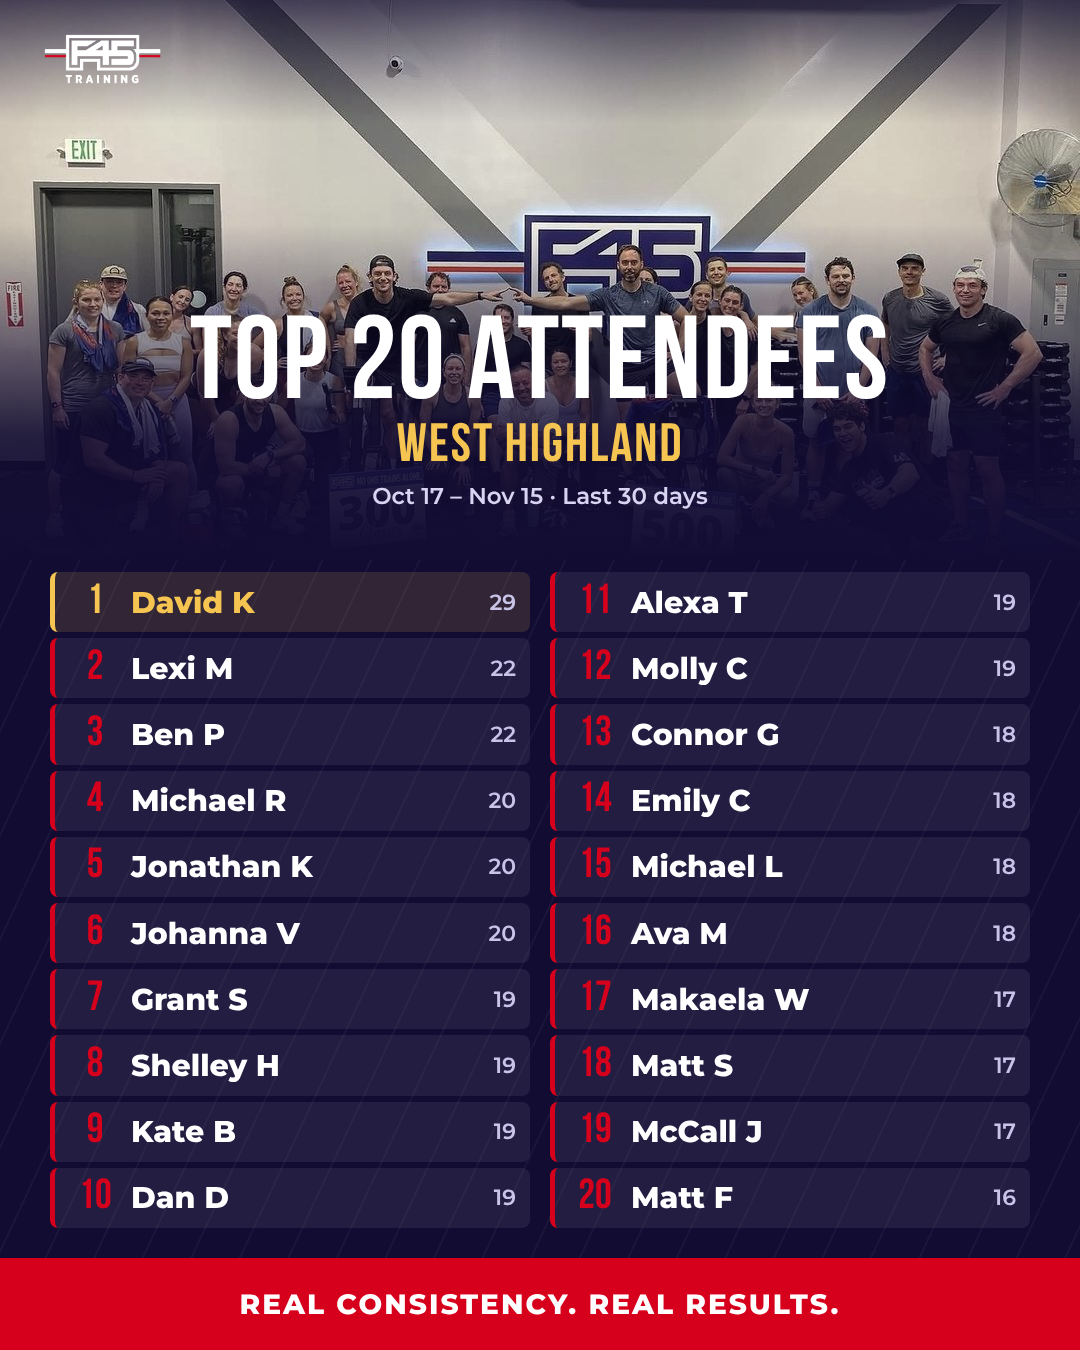 F45
TRAINING
EXIT
FIRE
F45
TOP 20 ATTENDEES
WEST HIGHLAND
Oct 17 – Nov 15 · Last 30 days
300
500
1 David K 29
2 Lexi M 22
3 Ben P 22
4 Michael R 20
5 Jonathan K 20
6 Johanna V 20
7 Grant S 19
8 Shelley H 19
9 Kate B 19
10 Dan D 19
11 Alexa T 19
12 Molly C 19
13 Connor G 18
14 Emily C 18
15 Michael L 18
16 Ava M 18
17 Makaela W 17
18 Matt S 17
19 McCall J 17
20 Matt F 16
REAL CONSISTENCY. REAL RESULTS.